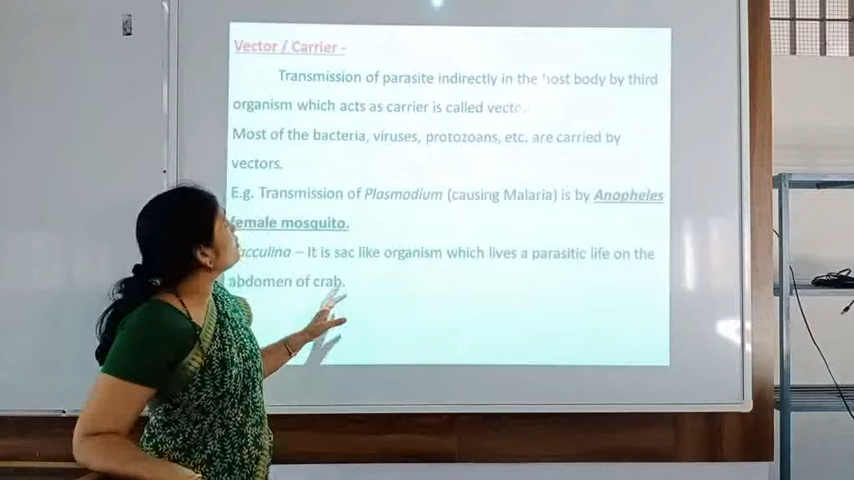 Vector / Carrier -
Transmission of parasite indirectly in the host body by third
organism which acts as carrier is called vecto
Most of the bacteria, viruses, protozoans, etc. are carried by
vectors.
E.g. Transmission of Plasmodium (causing Malaria) is by Anopheles
female mosquito.
acculina – It is sac like organism which lives a parasitic life on the
abdomen of crab.